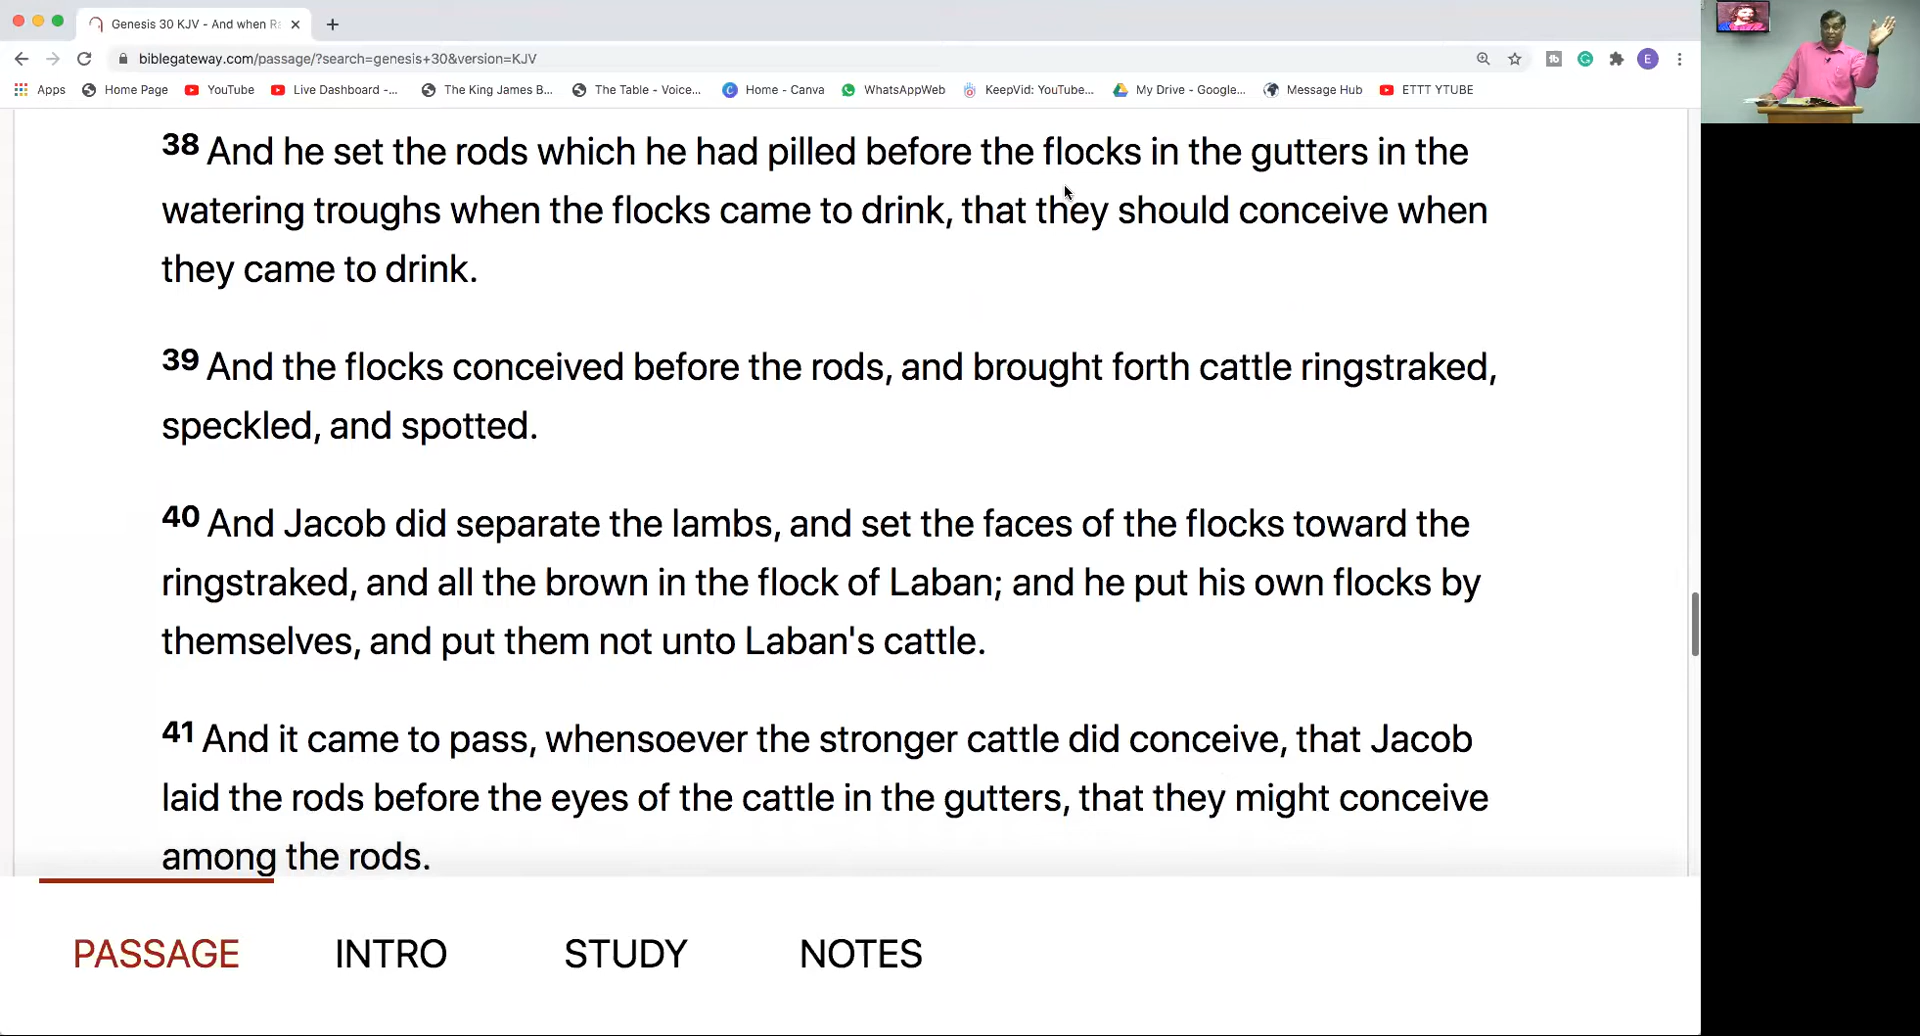 Genesis 30 KJV - And when Ra
biblegateway.com/passage/?search=genesis+30&version=KJV
E
Apps Home Page YouTube Live Dashboard -... The King James B... The Table - Voice... Home - Canva WhatsAppWeb KeepVid: YouTube... My Drive - Google... Message Hub ETTT YTUBE
38 And he set the rods which he had pilled before the flocks in the gutters in the
watering troughs when the flocks came to drink, that they should conceive when
they came to drink.
39 And the flocks conceived before the rods, and brought forth cattle ringstraked,
speckled, and spotted.
40 And Jacob did separate the lambs, and set the faces of the flocks toward the
ringstraked, and all the brown in the flock of Laban; and he put his own flocks by
themselves, and put them not unto Laban's cattle.
41 And it came to pass, whensoever the stronger cattle did conceive, that Jacob
laid the rods before the eyes of the cattle in the gutters, that they might conceive
among the rods.
PASSAGE INTRO STUDY NOTES